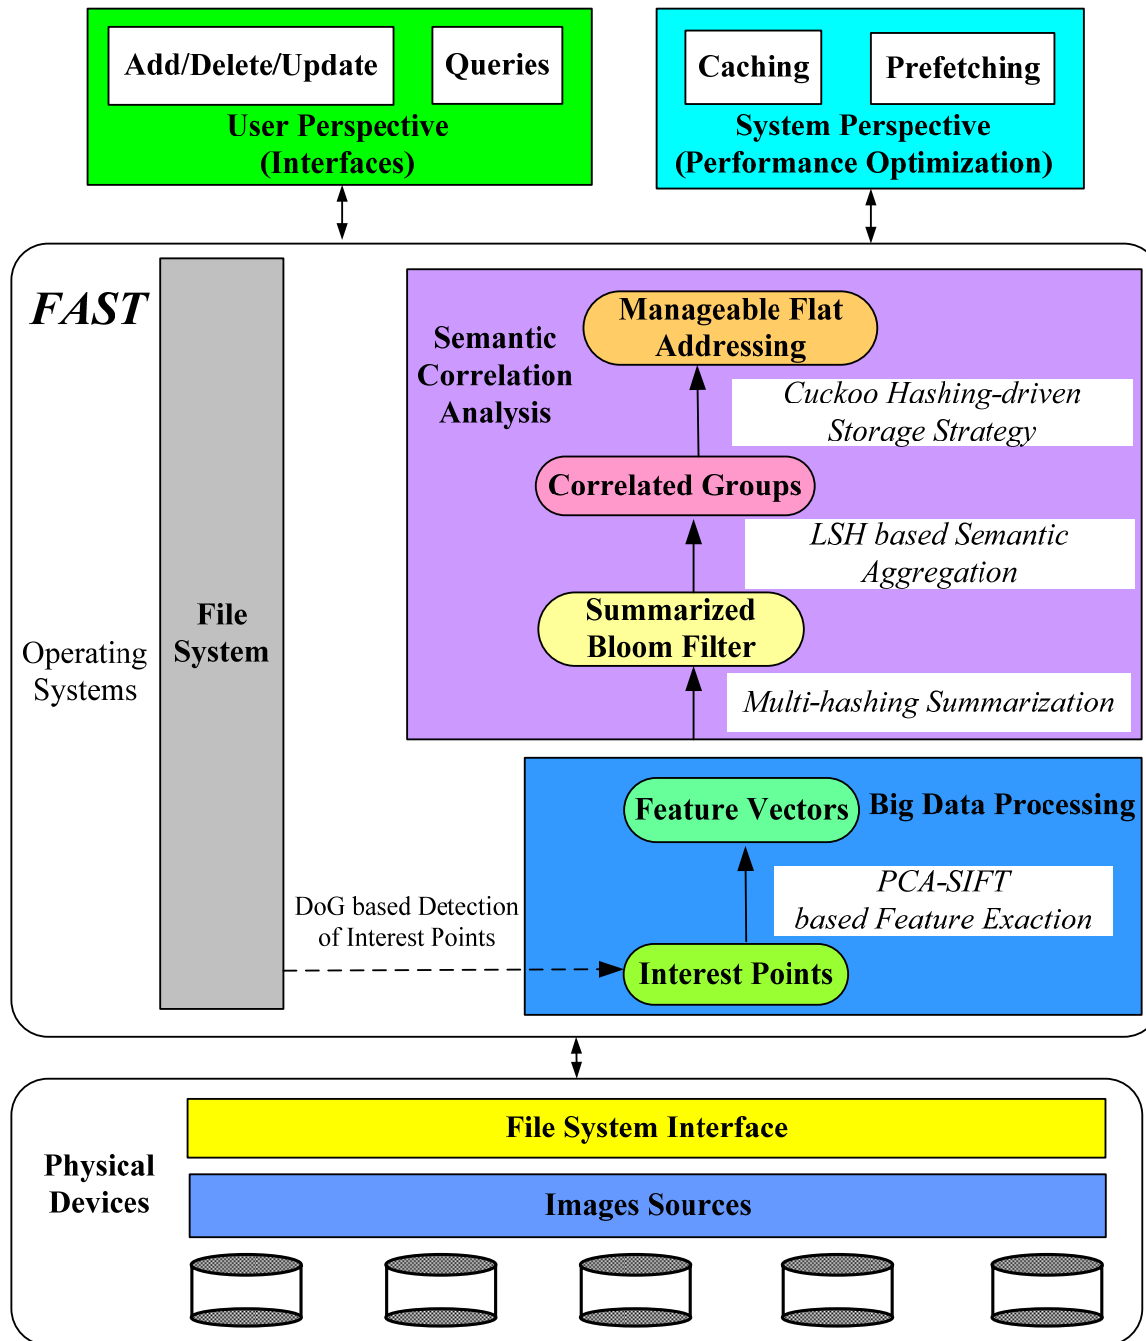 Add/Delete/Update
Queries
User Perspective
(Interfaces)
Caching
Prefetching
System Perspective
(Performance Optimization)
FAST
Operating
Systems
File
System
Semantic
Correlation
Analysis
Manageable Flat
Addressing
Cuckoo Hashing-driven
Storage Strategy
Correlated Groups
LSH based Semantic
Aggregation
Summarized
Bloom Filter
Multi-hashing Summarization
Feature Vectors
Big Data Processing
PCA-SIFT
based Feature Exaction
DoG based Detection
of Interest Points
Interest Points
Physical
Devices
File System Interface
Images Sources